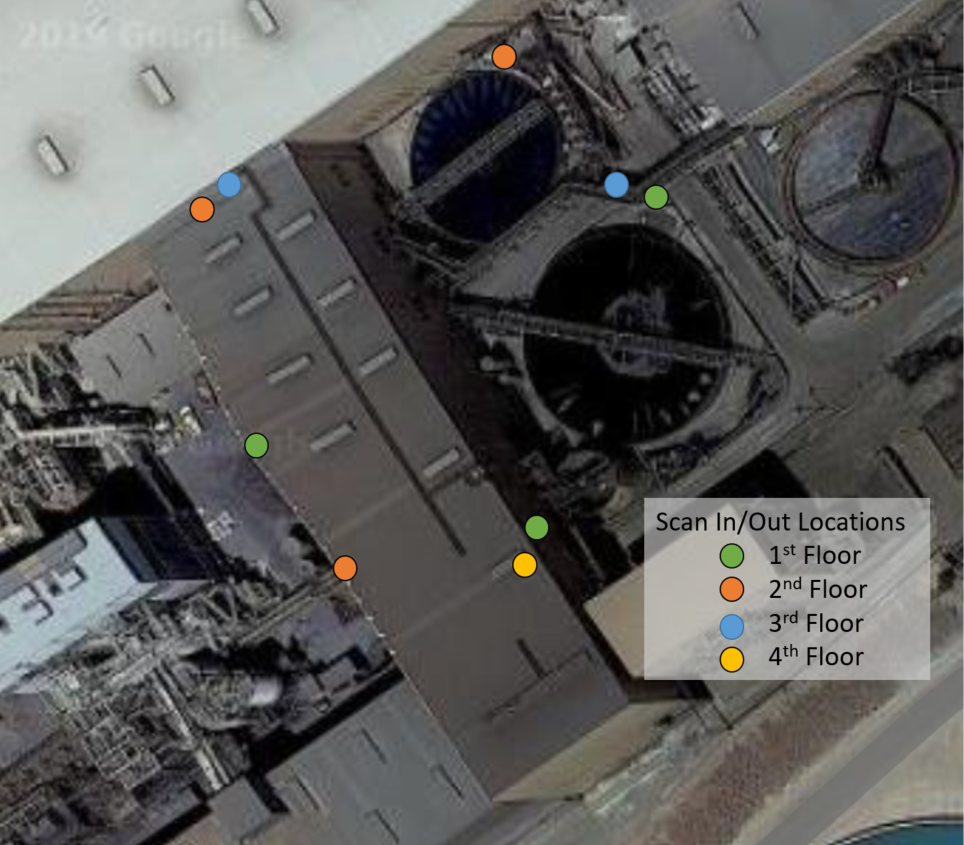 2019 Google
Scan In/Out Locations
1st Floor
2nd Floor
3rd Floor
4th Floor